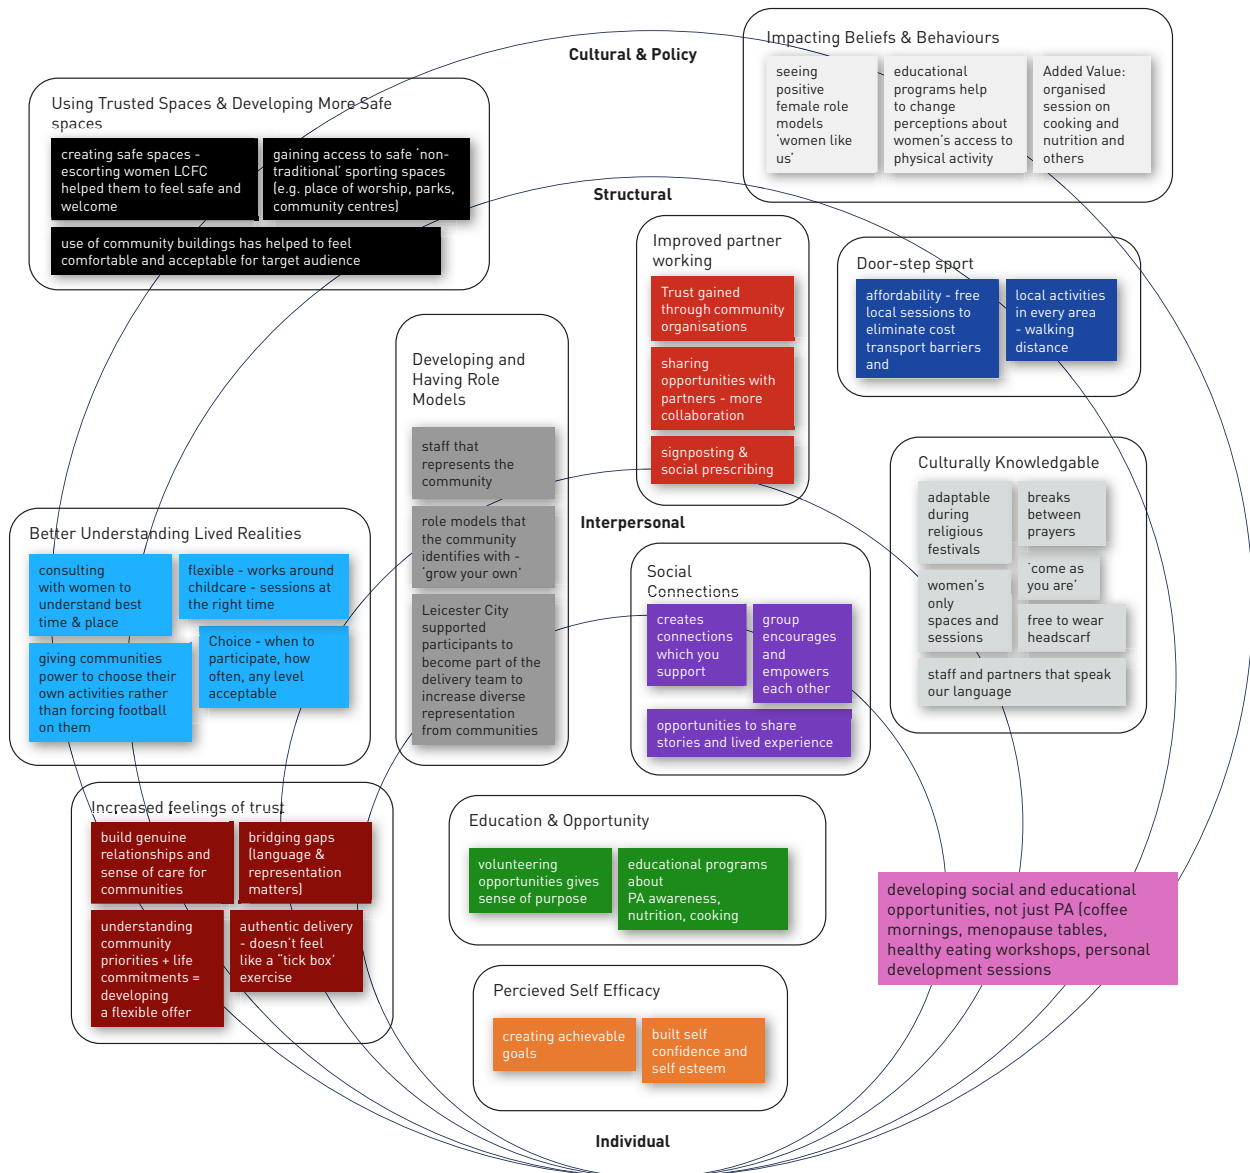 Cultural & Policy
Impacting Beliefs & Behaviours
seeing
positive
female role
models
‘women like
us’
educational
programs help
to change
perceptions about
women’s access to
physical activity
Added Value:
organised
session on
cooking and
nutrition and
others
Using Trusted Spaces & Developing More Safe
spaces
creating safe spaces -
escorting women LCFC
helped them to feel safe and
welcome
gaining access to safe ‘non-
traditional’ sporting spaces
(e.g. place of worship, parks,
community centres)
use of community buildings has helped to feel
comfortable and acceptable for target audience
Structural
Improved partner
working
Trust gained
through community
organisations
sharing
opportunities with
partners - more
collaboration
signposting &
social prescribing
Door-step sport
affordability - free
local sessions to
eliminate cost
transport barriers
and
local activities
in every area
- walking
distance
Developing and
Having Role
Models
staff that
represents the
community
role models that
the community
identifies with -
‘grow your own’
Leicester City
supported
participants to
become part of the
delivery team to
increase diverse
representation
from communities
Culturally Knowledgable
adaptable
during
religious
festivals
breaks
between
prayers
‘come as
you are’
women’s
only
spaces and
sessions
free to wear
headscarf
staff and partners that speak
our language
Interpersonal
Better Understanding Lived Realities
consulting
with women to
understand best
time & place
flexible - works around
childcare - sessions at
the right time
Choice - when to
participate, how
often, any level
acceptable
giving communities
power to choose their
own activities rather
than forcing football
on them
Social
Connections
creates
connections
which you
support
group
encourages
and
empowers
each other
opportunities to share
stories and lived experience
Increased feelings of trust
build genuine
relationships and
sense of care for
communities
bridging gaps
(language &
representation
matters)
understanding
community
priorities + life
commitments =
developing
a flexible offer
authentic delivery
- doesn’t feel
like a “tick box’
exercise
Education & Opportunity
volunteering
opportunities gives
sense of purpose
educational programs
about
PA awareness,
nutrition, cooking
developing social and educational
opportunities, not just PA (coffee
mornings, menopause tables,
healthy eating workshops, personal
development sessions
Percieved Self Efficacy
creating achievable
goals
built self
confidence and
self esteem
Individual